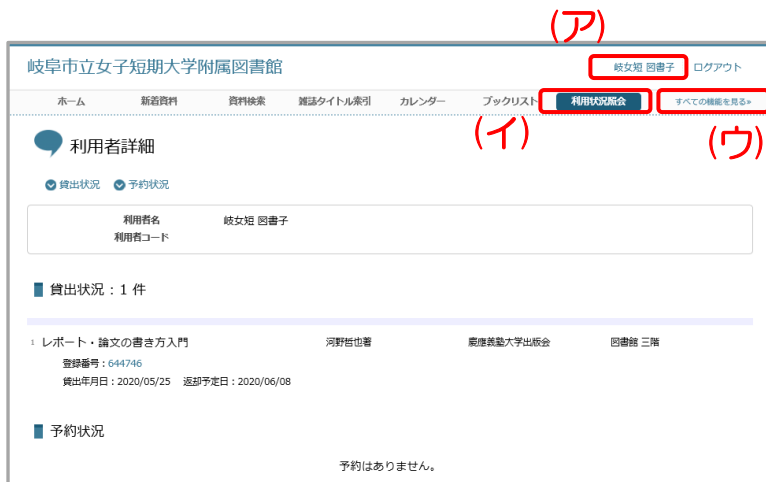 (ア)
岐阜市立女子短期大学附属図書館 岐女短 図書子 ログアウト
ホーム 新着資料 資料検索 雑誌タイトル索引 カレンダー ブックリスト 利用状況照会 すべての機能を見る»
(イ) (ウ)
利用者詳細
貸出状況 予約状況
利用者名 岐女短 図書子
利用者コード
貸出状況:1 件
1 レポート・論文の書き方入門 河野哲也著 慶應義塾大学出版会 図書館 三階
登録番号:644746
貸出年月日:2020/05/25 返却予定日:2020/06/08
予約状況
予約はありません。